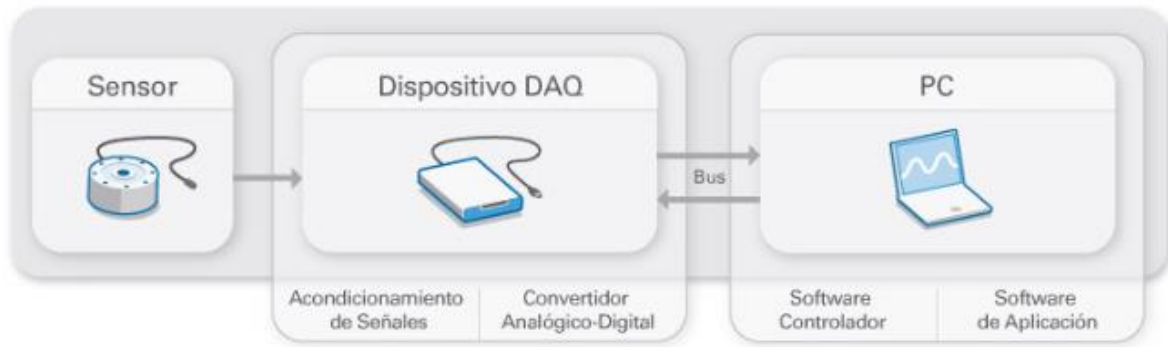 Sensor
Dispositivo DAQ
PC
Bus
Acondicionamiento
de Señales
Convertidor
Analógico-Digital
Software
Controlador
Software
de Aplicación